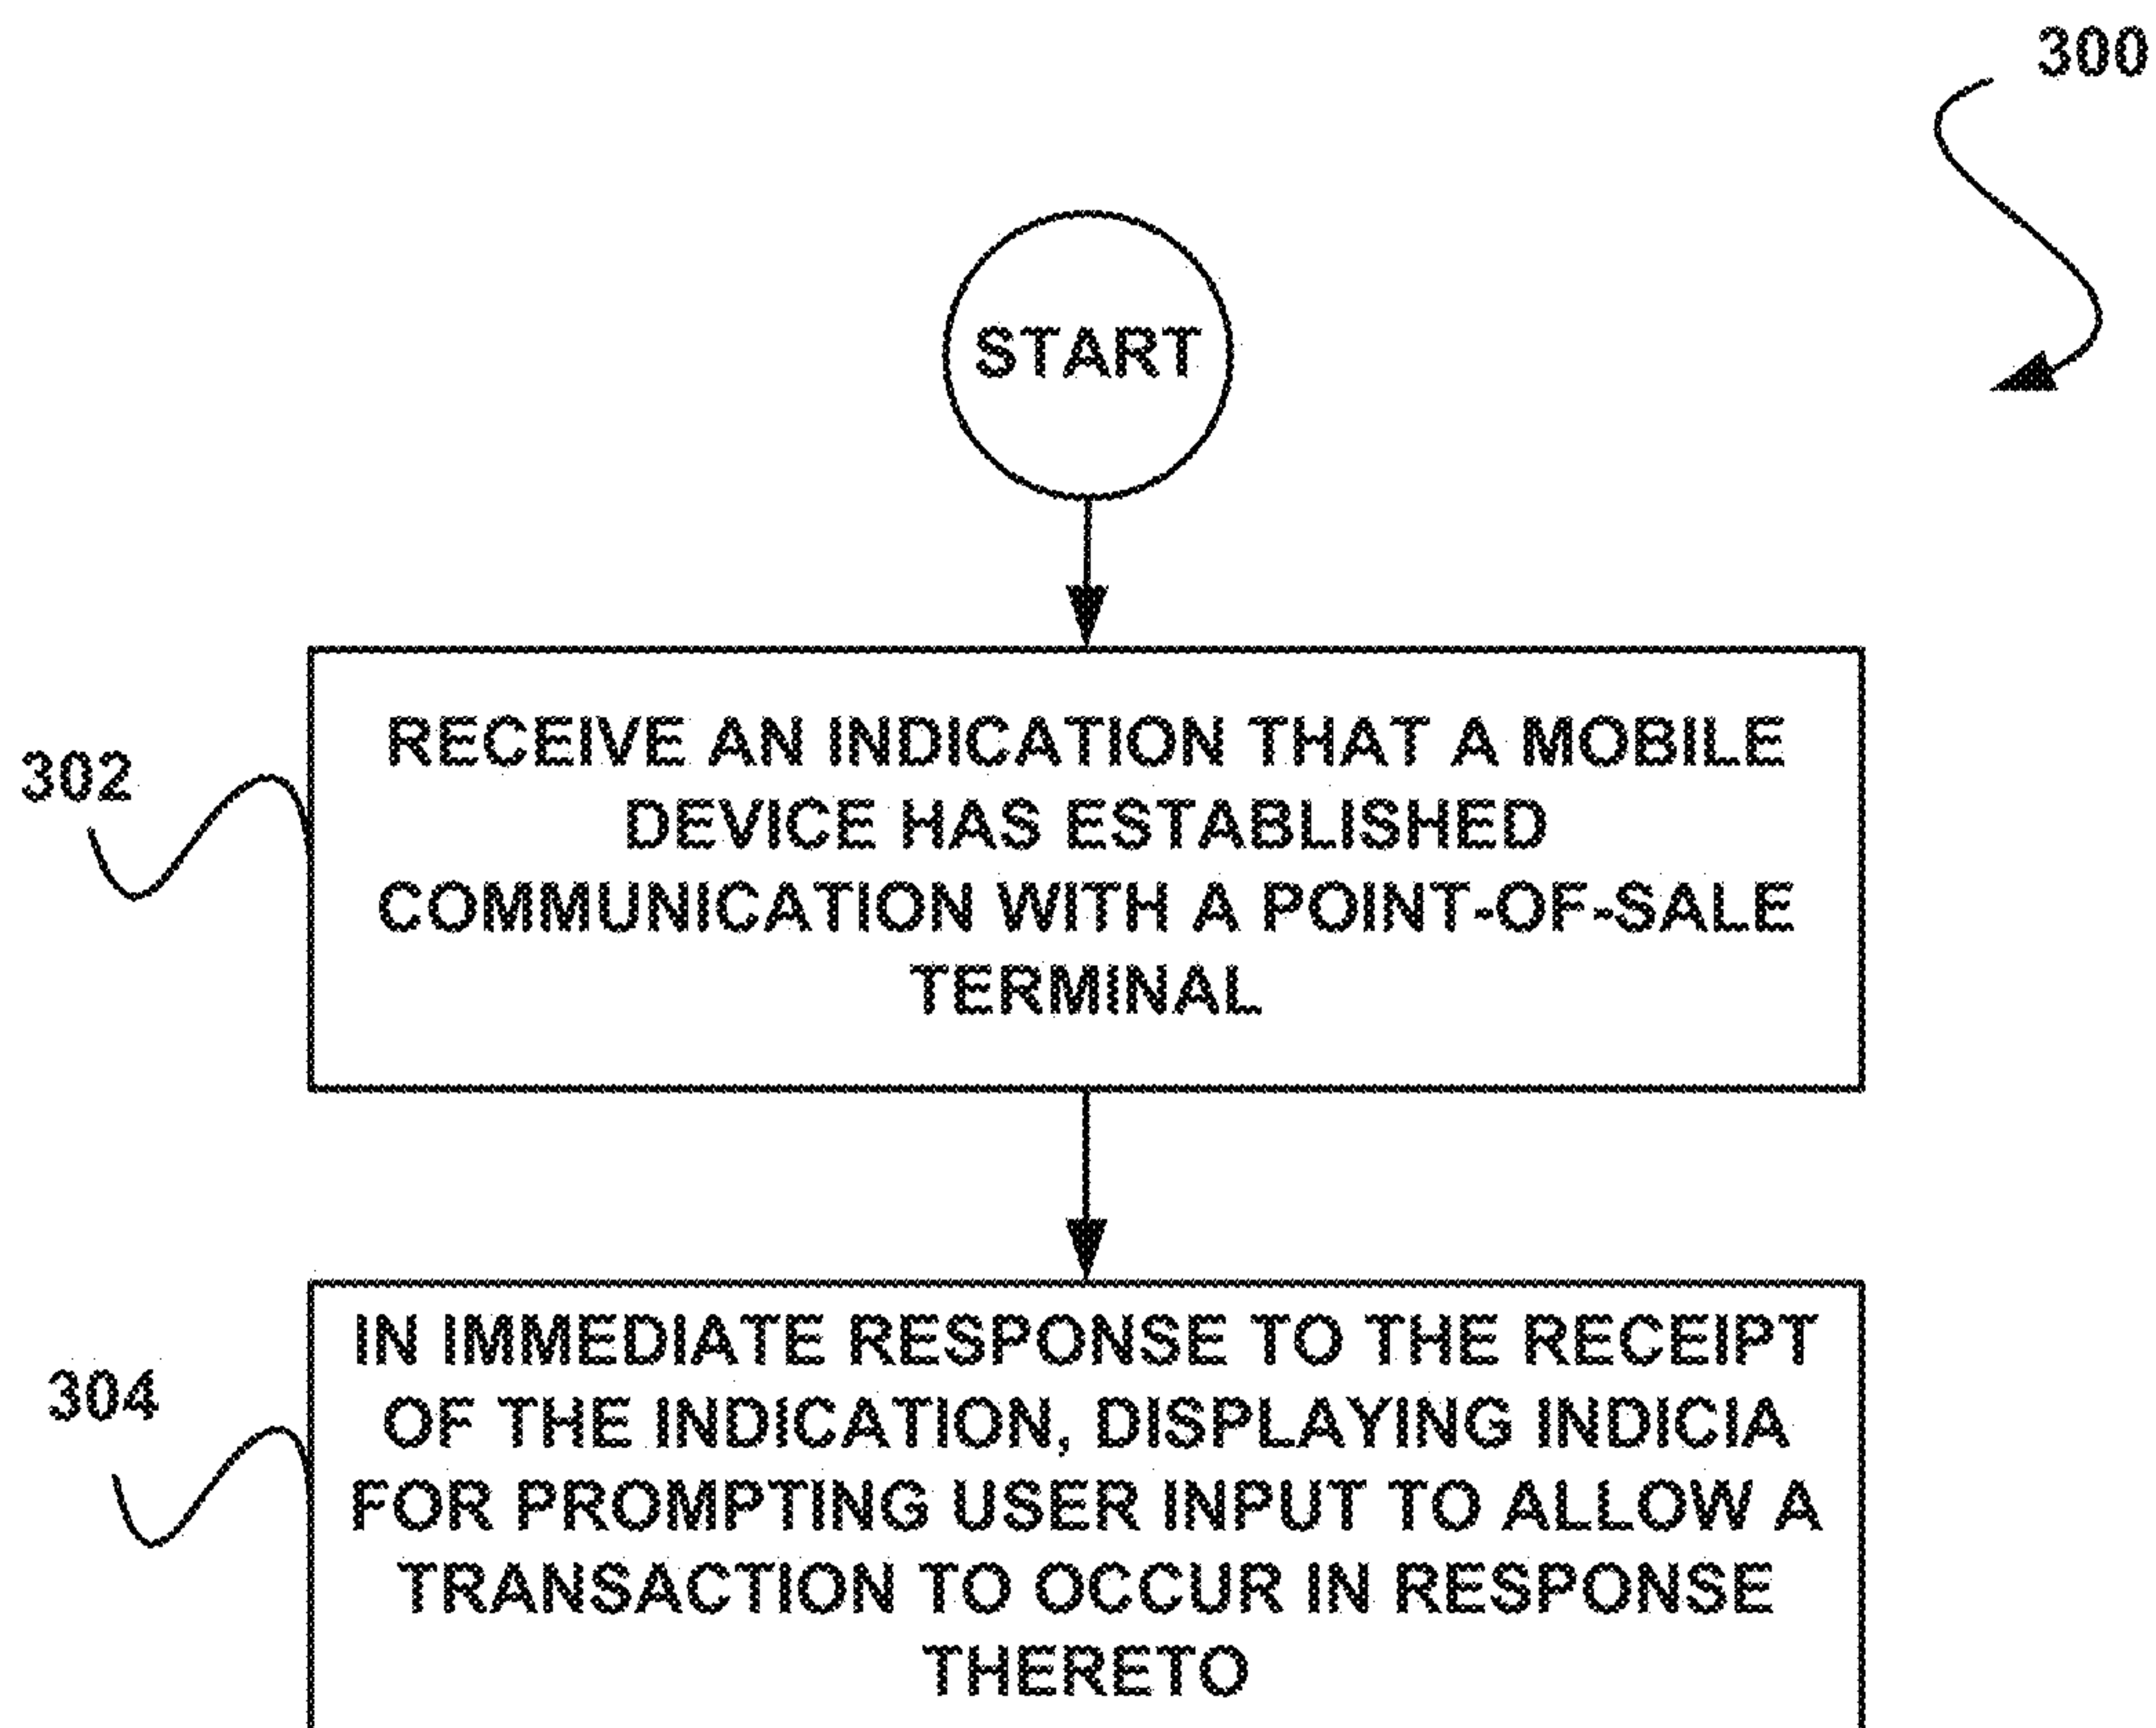 300
START
302
RECEIVE AN INDICATION THAT A MOBILE
DEVICE HAS ESTABLISHED
COMMUNICATION WITH A POINT-OF-SALE
TERMINAL
304
IN IMMEDIATE RESPONSE TO THE RECEIPT
OF THE INDICATION, DISPLAYING INDICIA
FOR PROMPTING USER INPUT TO ALLOW A
TRANSACTION TO OCCUR IN RESPONSE
THERETO